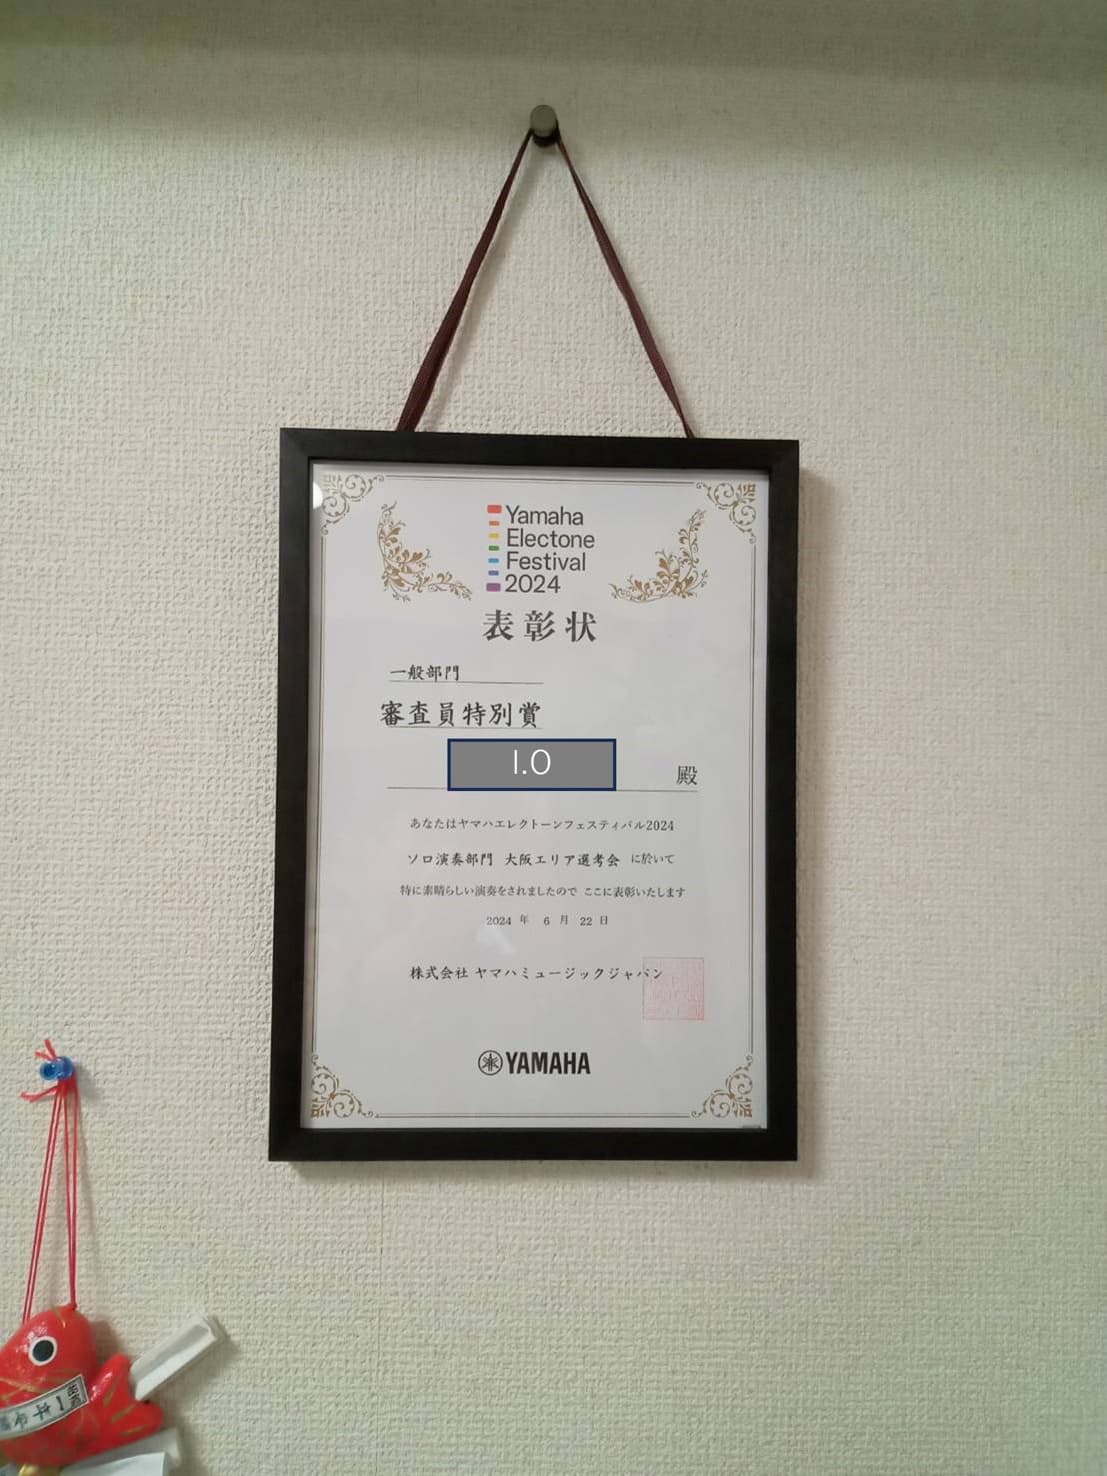 Yamaha
Electone
Festival
2024
表彰状
一般部門
審査員特別賞
I.O
殿
あなたはヤマハエレクトーンフェスティバル2024
ソロ演奏部門 大阪エリア選考会 に於いて
特に素晴らしい演奏をされましたので ここに表彰いたします
2024 年 6 月 22 日
株式会社 ヤマハミュージックジャパン
YAMAHA